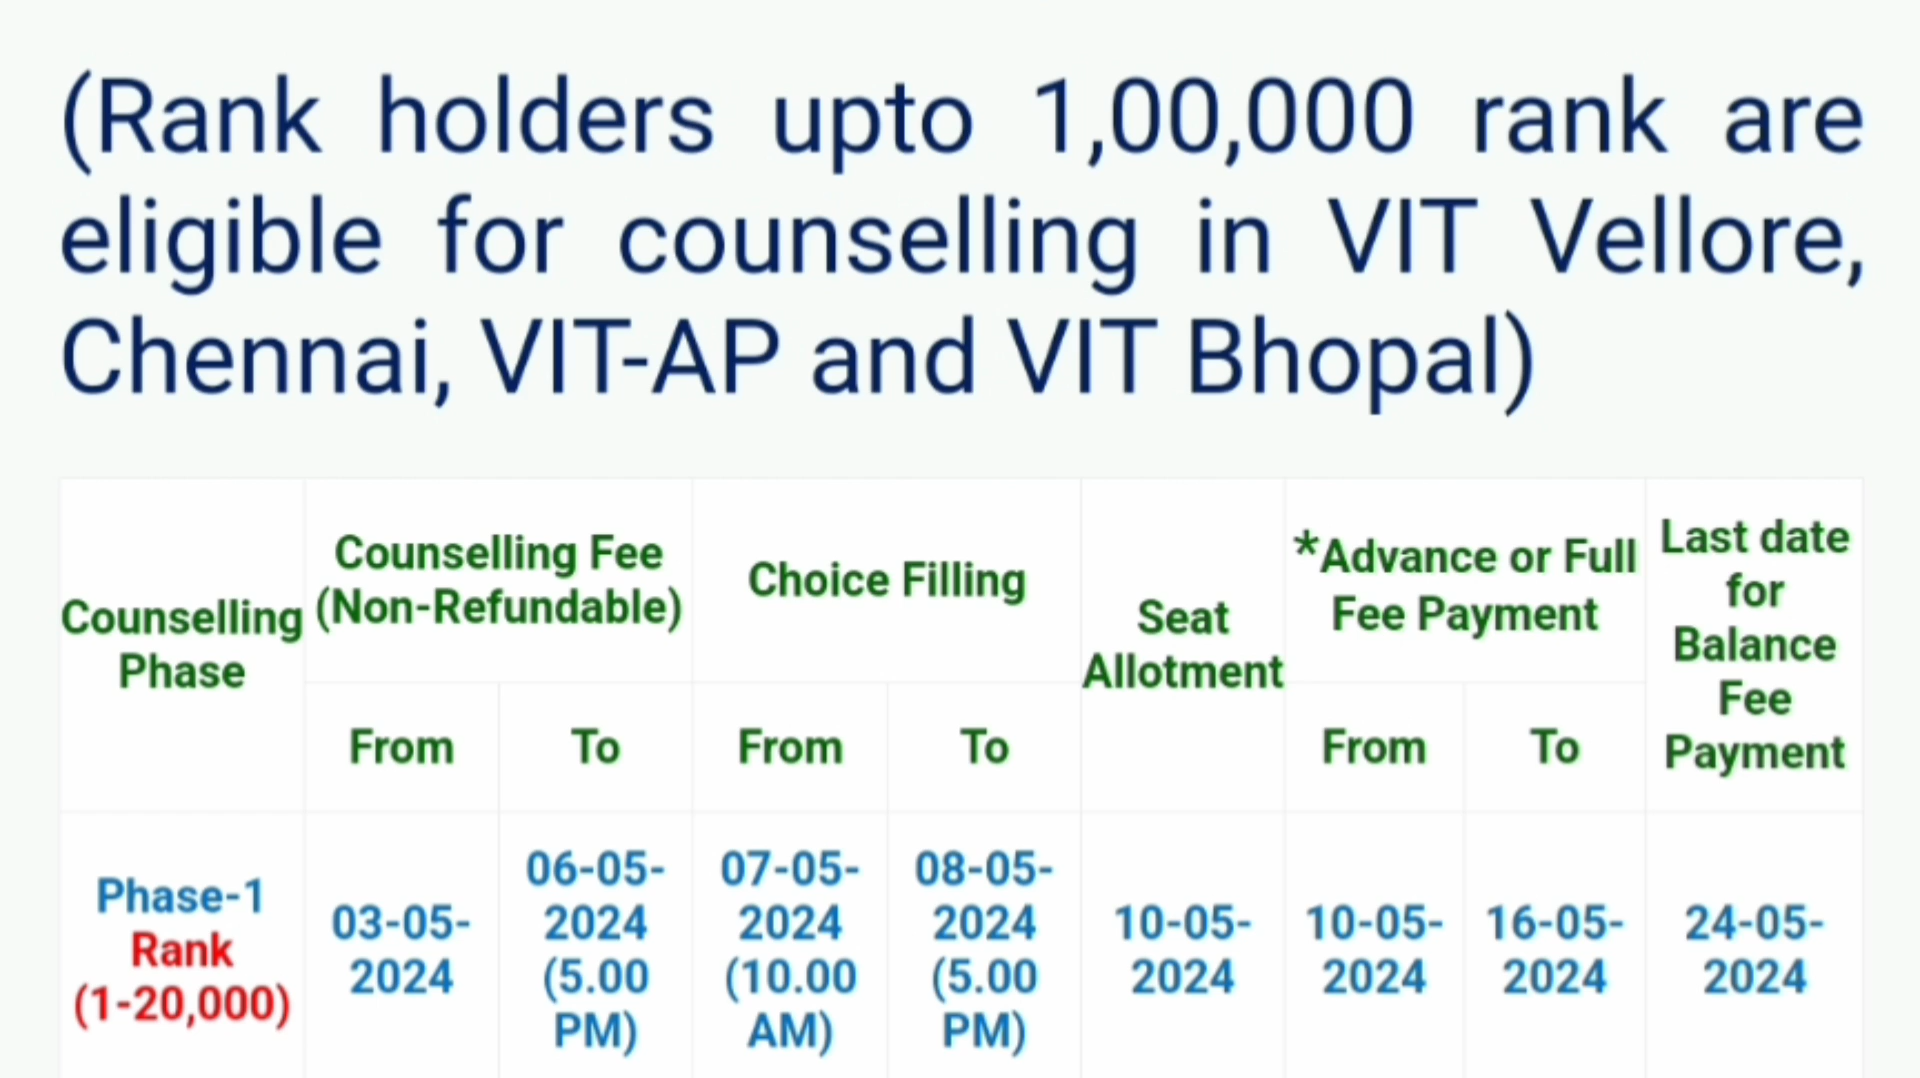 (Rank holders upto 1,00,000 rank are
eligible for counselling in VIT Vellore,
Chennai, VIT-AP and VIT Bhopal)
Counselling
Phase
Counselling Fee
(Non-Refundable)
Choice Filling
Seat
Allotment
*Advance or Full
Fee Payment
Last date
for
Balance
Fee
Payment
From
To
From
To
From
To
Phase-1
Rank
(1-20,000)
03-05-
2024
06-05-
2024
(5.00
PM)
07-05-
2024
(10.00
AM)
08-05-
2024
(5.00
PM)
10-05-
2024
10-05-
2024
16-05-
2024
24-05-
2024